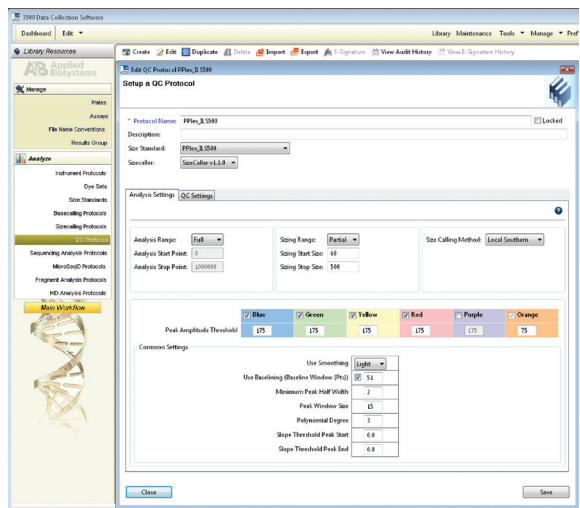 3500 Data Collection Software
Dashboard Edit Library Maintenance Tools Manage Pref
Library Resources Create Edit Duplicate Delete Import Export E-Signature View Audit History View E-Signature History
AB Applied Biosystems
Edit QC Protocol PPlex_ILS500
Setup a QC Protocol
Manage
Plates
Assays
File Name Conventions
Results Group
Analyze
Instrument Protocols
Dye Sets
Size Standards
Basecalling Protocols
Sizecalling Protocols
QC Protocols
Sequencing Analysis Protocols
MicroSeqID Protocols
Fragment Analysis Protocols
HID Analysis Protocols
Main Workflow
* Protocol Name: PPlex_ILS500 Locked
Description:
Size Standard: PPlex_ILS500
Sizecaller: SizeCaller v1.1.0
Analysis Settings QC Settings
Analysis Range: Full Sizing Range: Partial Size Calling Method: Local Southern
Analysis Start Point: 0 Sizing Start Size: 60
Analysis Stop Point: 1000000 Sizing Stop Size: 500
Blue Green Yellow Red Purple Orange
Peak Amplitude Threshold 175 175 175 175 175 75
Common Settings
Use Smoothing Light
Use Baselining (Baseline Window (Pts)) 51
Minimum Peak Half Width 2
Peak Window Size 15
Polynomial Degree 3
Slope Threshold Peak Start 0.0
Slope Threshold Peak End 0.0
Close Save